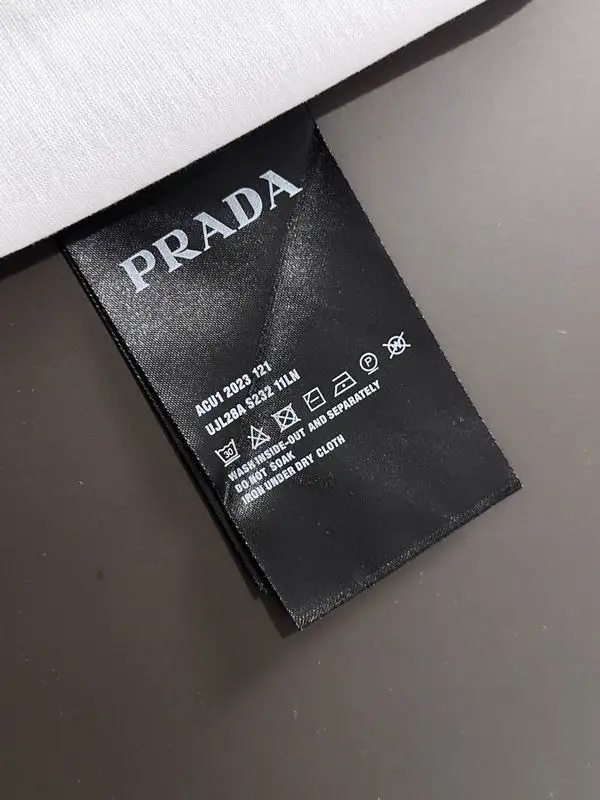 PRADA
ACU1 2023 121
UJL28A S232 11LN
30 P W
WASH INSIDE-OUT AND SEPARATELY
DO NOT SOAK
IRON UNDER DRY CLOTH